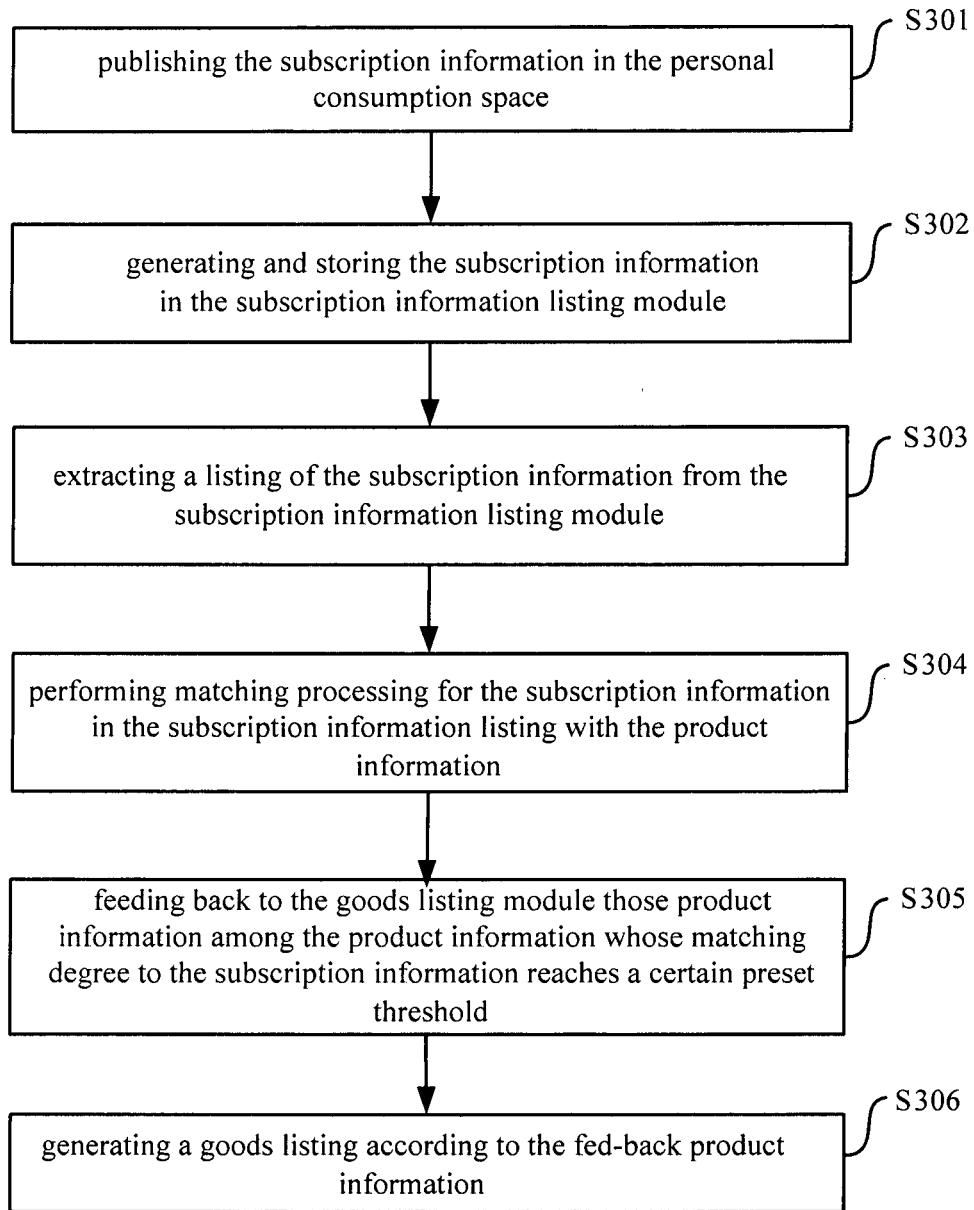 S301
publishing the subscription information in the personal
consumption space
S302
generating and storing the subscription information
in the subscription information listing module
S303
extracting a listing of the subscription information from the
subscription information listing module
S304
performing matching processing for the subscription information
in the subscription information listing with the product
information
S305
feeding back to the goods listing module those product
information among the product information whose matching
degree to the subscription information reaches a certain preset
threshold
S306
generating a goods listing according to the fed-back product
information